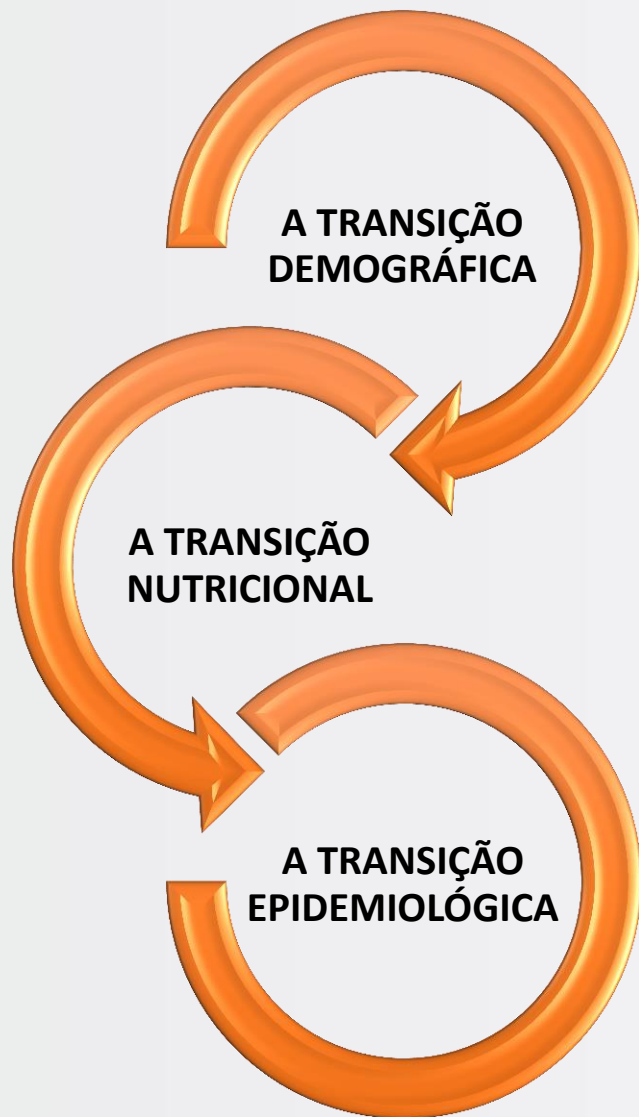 A TRANSIÇÃO
DEMOGRÁFICA
A TRANSIÇÃO
NUTRICIONAL
A TRANSIÇÃO
EPIDEMIOLÓGICA